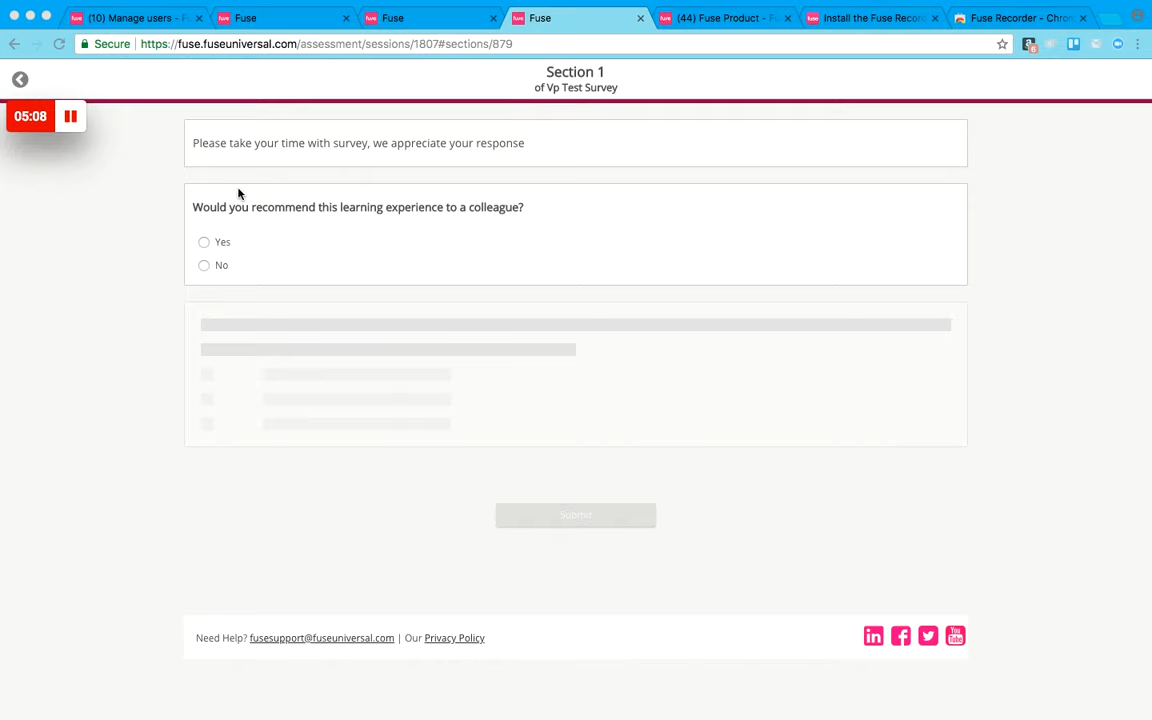 (10) Manage users - F
Fuse
Fuse
Fuse
(44) Fuse Product - Fu
Install the Fuse Record
Fuse Recorder - Chron
Secure
https://fuse.fuseuniversal.com/assessment/sessions/1807#sections/879
Section 1
of Vp Test Survey
05:08
Please take your time with survey, we appreciate your response
Would you recommend this learning experience to a colleague?
Yes
No
Submit
Need Help? fusesupport@fuseuniversal.com | Our Privacy Policy